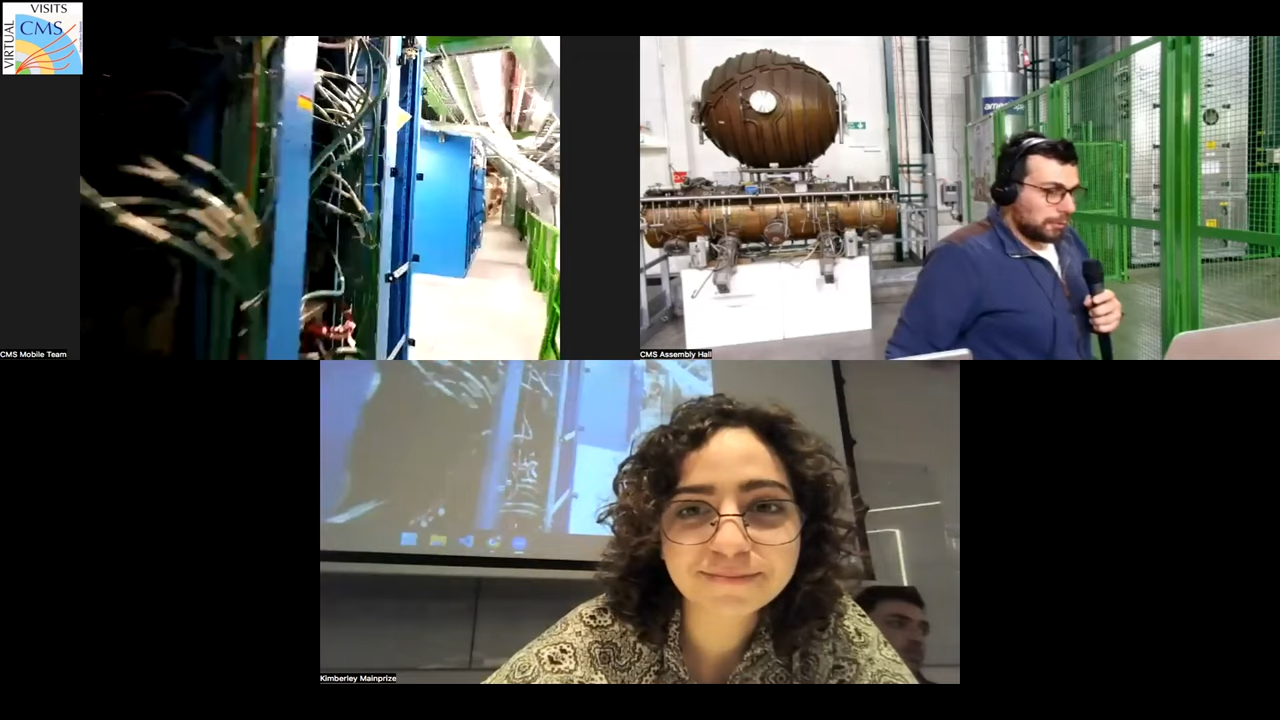 VISITS
VIRTUAL
CMS
CMS Mobile Team
CMS Assembly Hall
Kimberley Mainprize